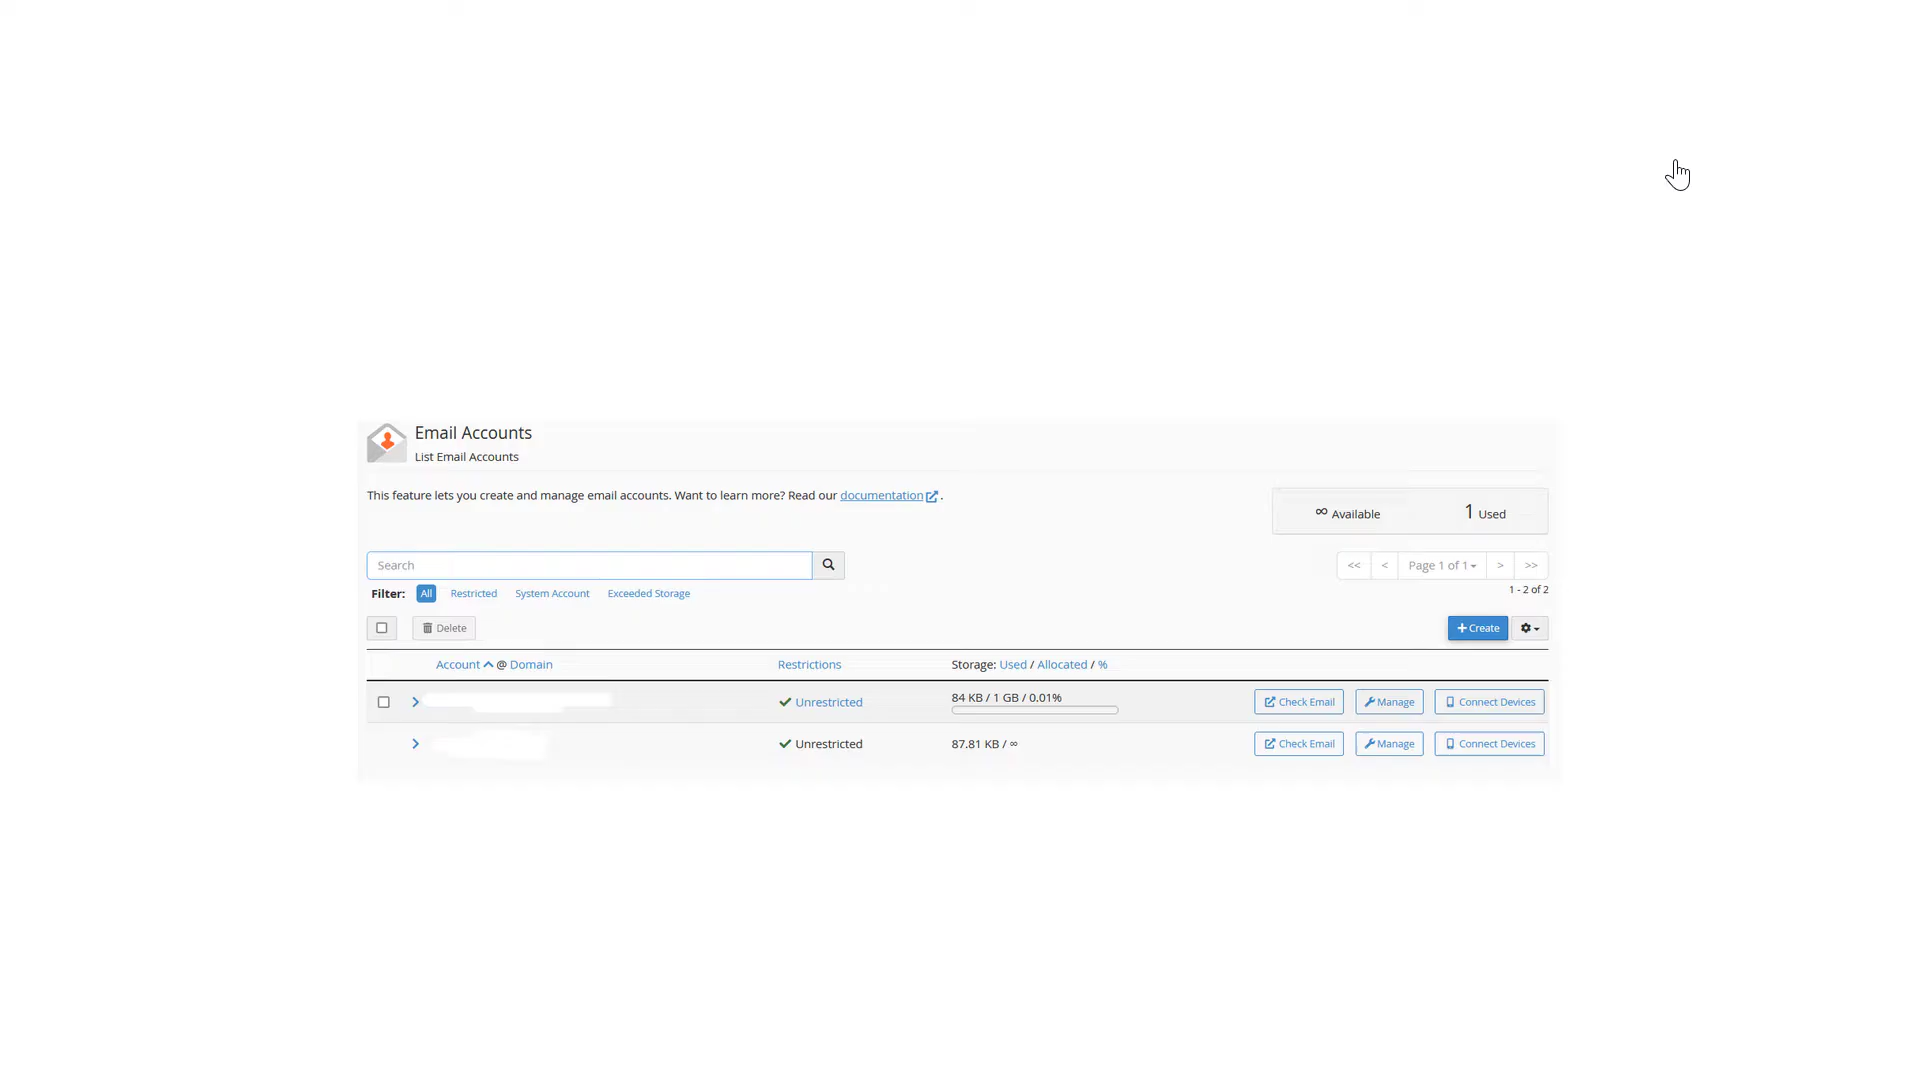 Email Accounts
List Email Accounts
This feature lets you create and manage email accounts. Want to learn more? Read our documentation .
∞ Available 1 Used
Search
<< < Page 1 of 1 > >>
Filter: All Restricted System Account Exceeded Storage
1 - 2 of 2
Delete
+ Create
Account @ Domain Restrictions Storage: Used / Allocated / %
Unrestricted 84 KB / 1 GB / 0.01% Check Email Manage Connect Devices
Unrestricted 87.81 KB / ∞ Check Email Manage Connect Devices